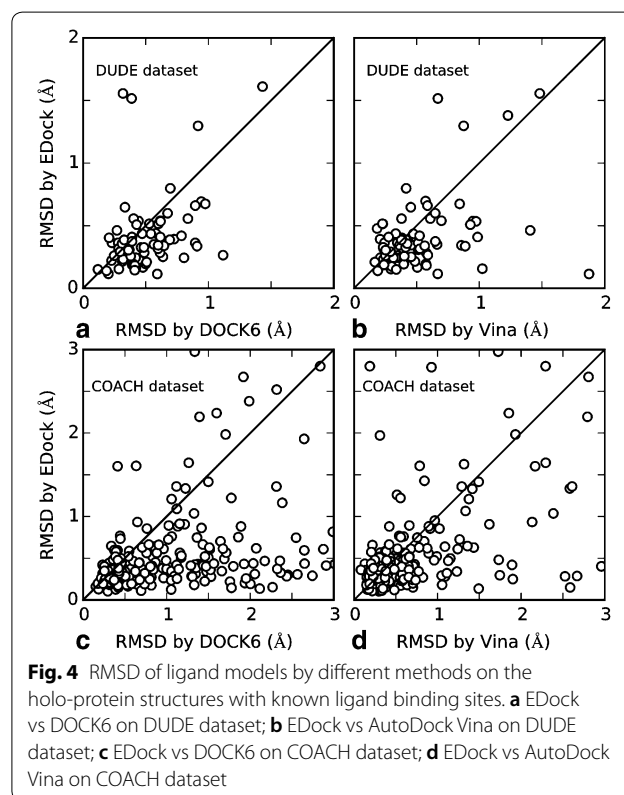 2
DUDE dataset
DUDE dataset
RMSD by EDock (Å)
1
0
0 1 2
0 1 2
a RMSD by DOCK6 (Å)
b RMSD by Vina (Å)
3
COACH dataset
COACH dataset
RMSD by EDock (Å)
2
1
0
0 1 2 3
0 1 2 3
c RMSD by DOCK6 (Å)
d RMSD by Vina (Å)
Fig. 4 RMSD of ligand models by different methods on the
holo-protein structures with known ligand binding sites. a EDock
vs DOCK6 on DUDE dataset; b EDock vs AutoDock Vina on DUDE
dataset; c EDock vs DOCK6 on COACH dataset; d EDock vs AutoDock
Vina on COACH dataset